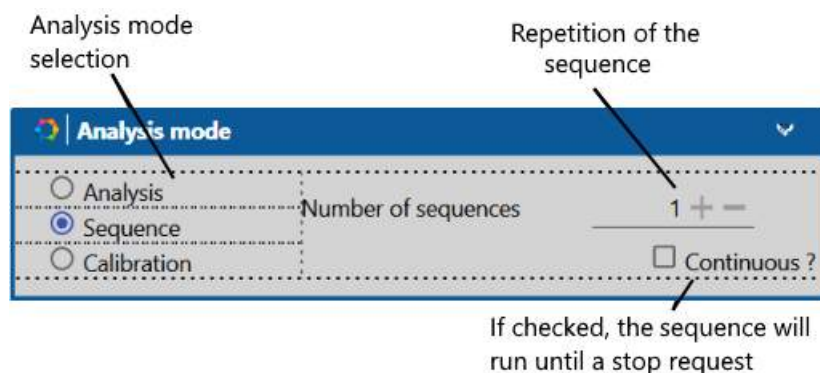 Analysis mode
selection
Repetition of the
sequence
Analysis mode
Analysis
Sequence
Calibration
Number of sequences
1
Continuous ?
If checked, the sequence will
run until a stop request